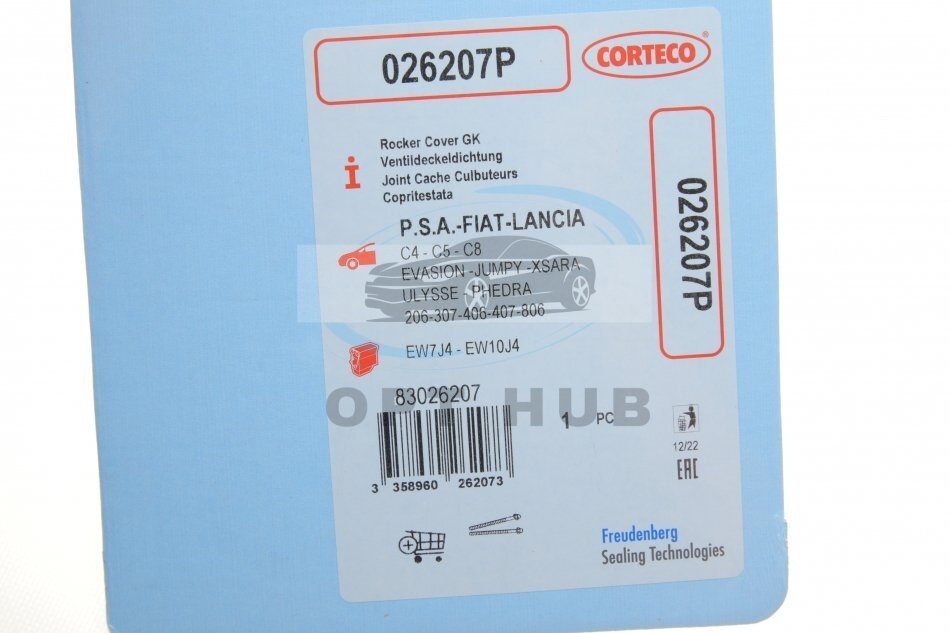 026207P
CORTECO®
Rocker Cover GK
Ventildeckeldichtung
Joint Cache Culbuteurs
Copritestata
026207P
P.S.A.-FIAT-LANCIA
C4 - C5 - C8
EVASION -JUMPY -XSARA
ULYSSE - PHEDRA
206-307-406-407-806
EW7J4 - EW10J4
83026207
1 PC
12/22
EAC
3 358960 262073
Freudenberg
Sealing Technologies
HUB